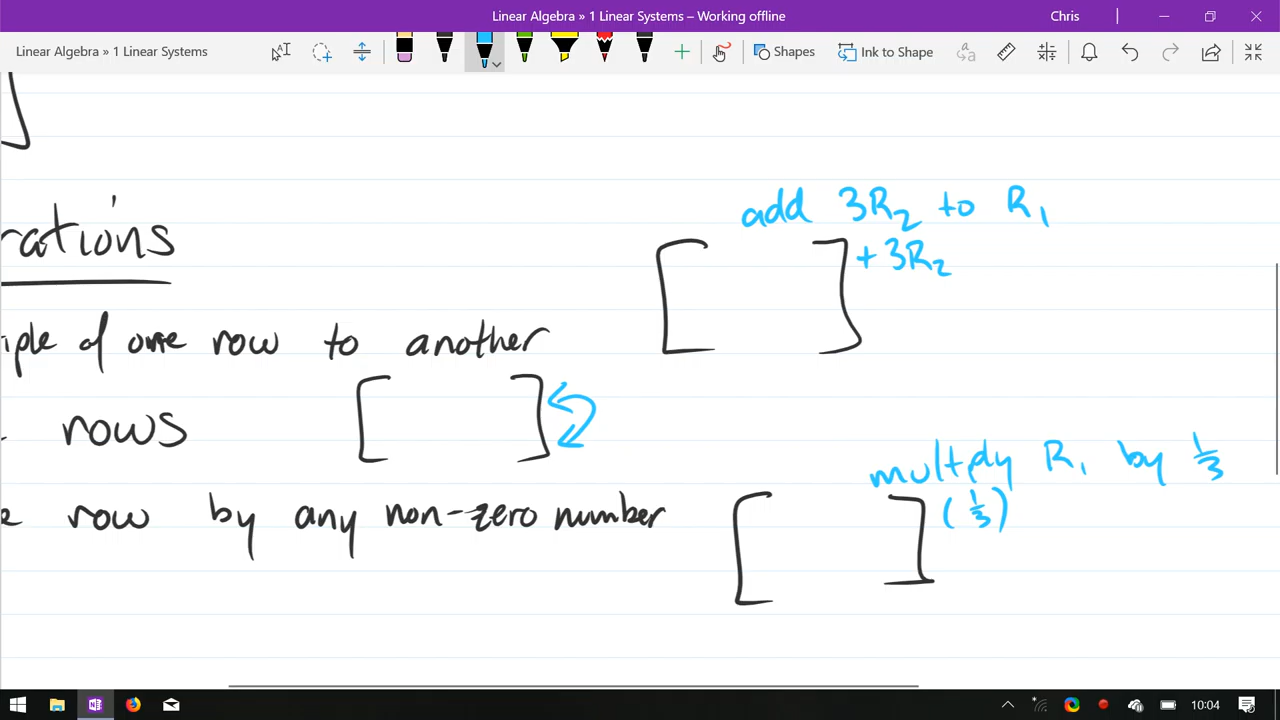 Linear Algebra » 1 Linear Systems – Working offline
Chris
Linear Algebra » 1 Linear Systems
Shapes
Ink to Shape
add 3R₂ to R₁
rations
+3R₂
iple of one row to another
rows
multiply R₁ by 1/3
(1/3)
row by any non-zero number
10:04